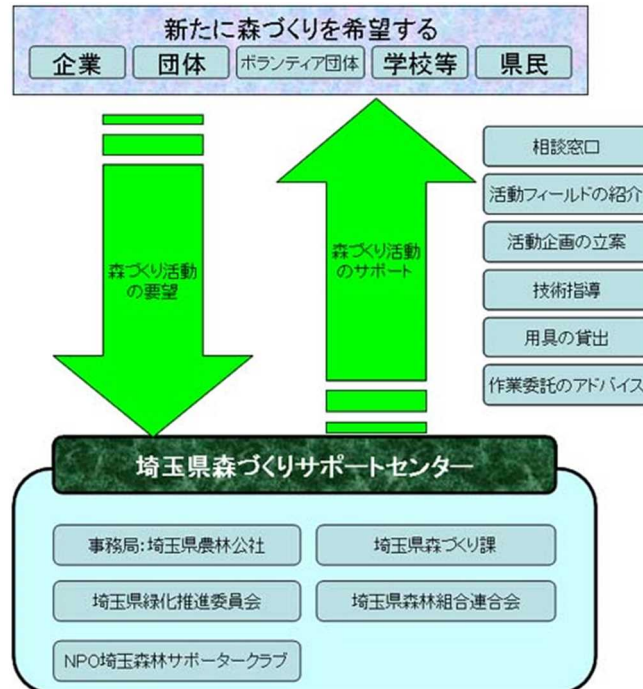 新たに森づくりを希望する
企業 団体 ボランティア団体 学校等 県民
森づくり活動
の要望
森づくり活動
のサポート
相談窓口
活動フィールドの紹介
活動企画の立案
技術指導
用具の貸出
作業委託のアドバイス
埼玉県森づくりサポートセンター
事務局:埼玉県農林公社 埼玉県森づくり課
埼玉県緑化推進委員会 埼玉県森林組合連合会
NPO埼玉森林サポータークラブ